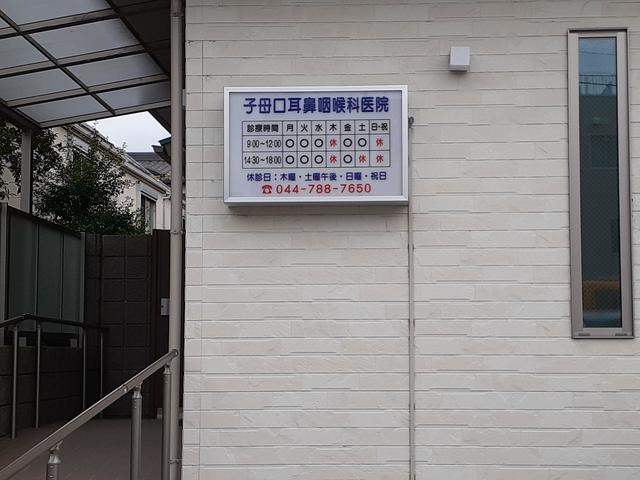 子母口耳鼻咽喉科医院
診療時間 月 火 水 木 金 土 日・祝
9:00~12:00 ○ ○ ○ 休 ○ ○ 休
14:30~18:00 ○ ○ ○ 休 ○ 休 休
休診日：木曜・土曜午後・日曜・祝日
☎044-788-7650